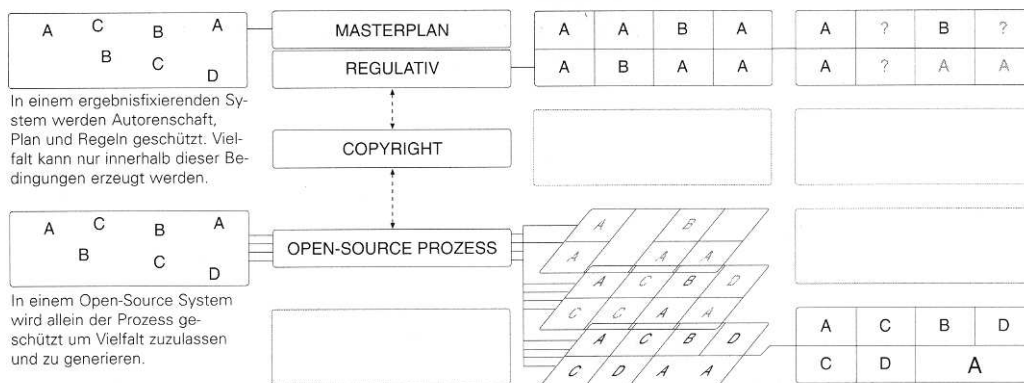 A C B A
B C D
MASTERPLAN
REGULATIV
A A B A
A B A A
A ? B ?
A ? A A
In einem ergebnisfixierenden Sy-
stem werden Autorenschaft,
Plan und Regeln geschützt. Viel-
falt kann nur innerhalb dieser Be-
dingungen erzeugt werden.
COPYRIGHT
A C B A
B C D
OPEN-SOURCE PROZESS
In einem Open-Source System
wird allein der Prozess ge-
schützt um Vielfalt zuzulassen
und zu generieren.
A B
A A A
A C B D
C C A A
A C B D
C D A A
A C B D
C D A